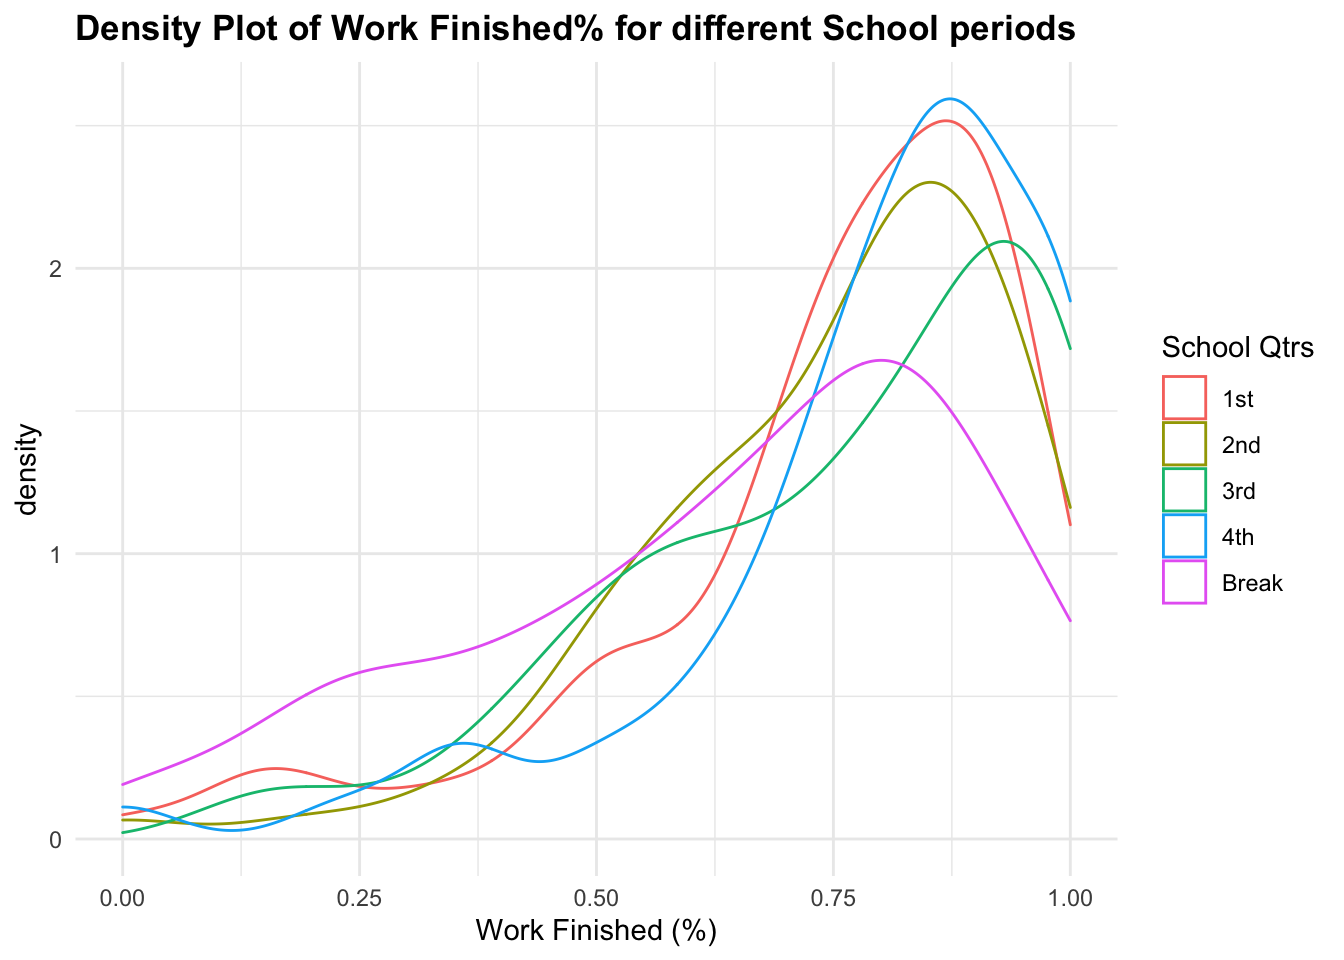 Density Plot of Work Finished% for different School periods
density
2
1
0
0.00 0.25 0.50 0.75 1.00
Work Finished (%)
School Qtrs
1st
2nd
3rd
4th
Break